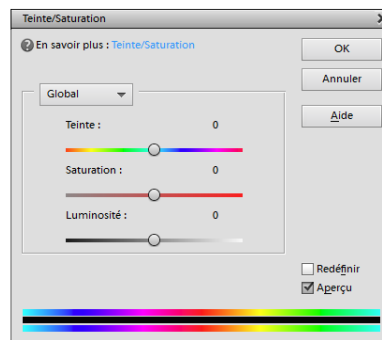 Teinte/Saturation
En savoir plus : Teinte/Saturation
OK
Annuler
Aide
Global
Teinte : 0
Saturation : 0
Luminosité : 0
Redéfinir
Aperçu